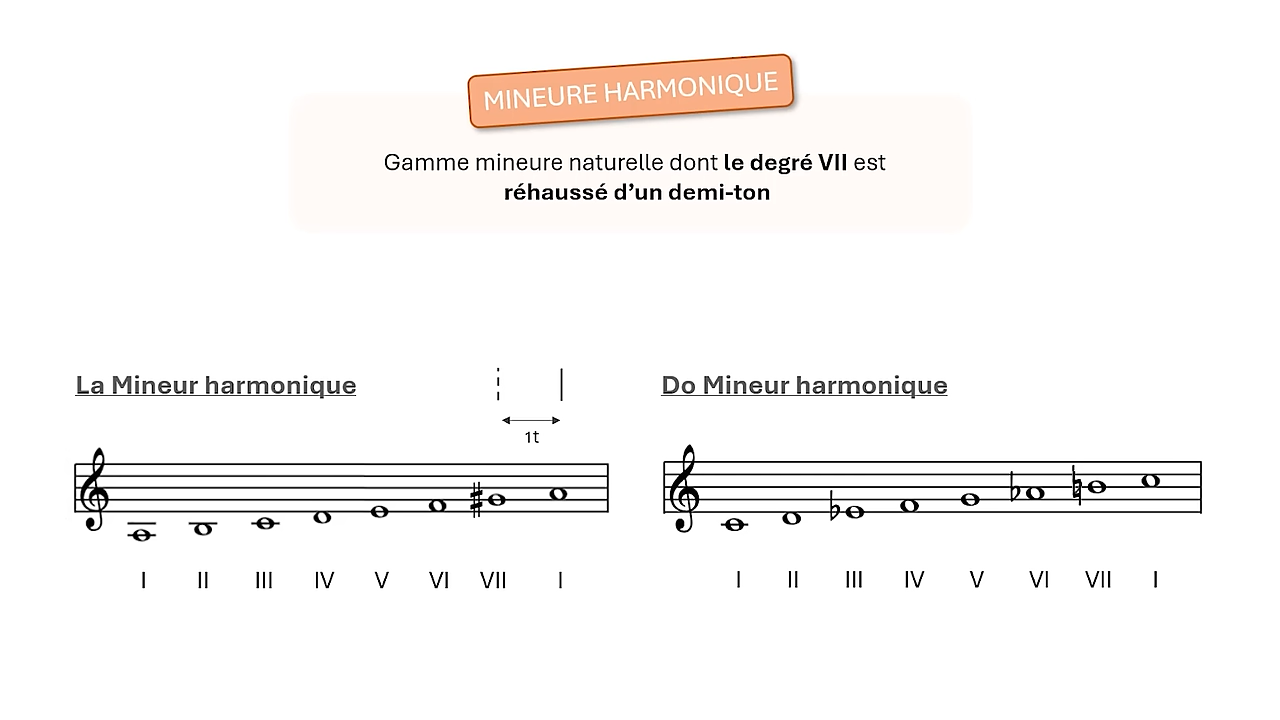 MINEURE HARMONIQUE
Gamme mineure naturelle dont le degré VII est
réhaussé d’un demi-ton
La Mineur harmonique
1t
I II III IV V VI VII I
Do Mineur harmonique
I II III IV V VI VII I